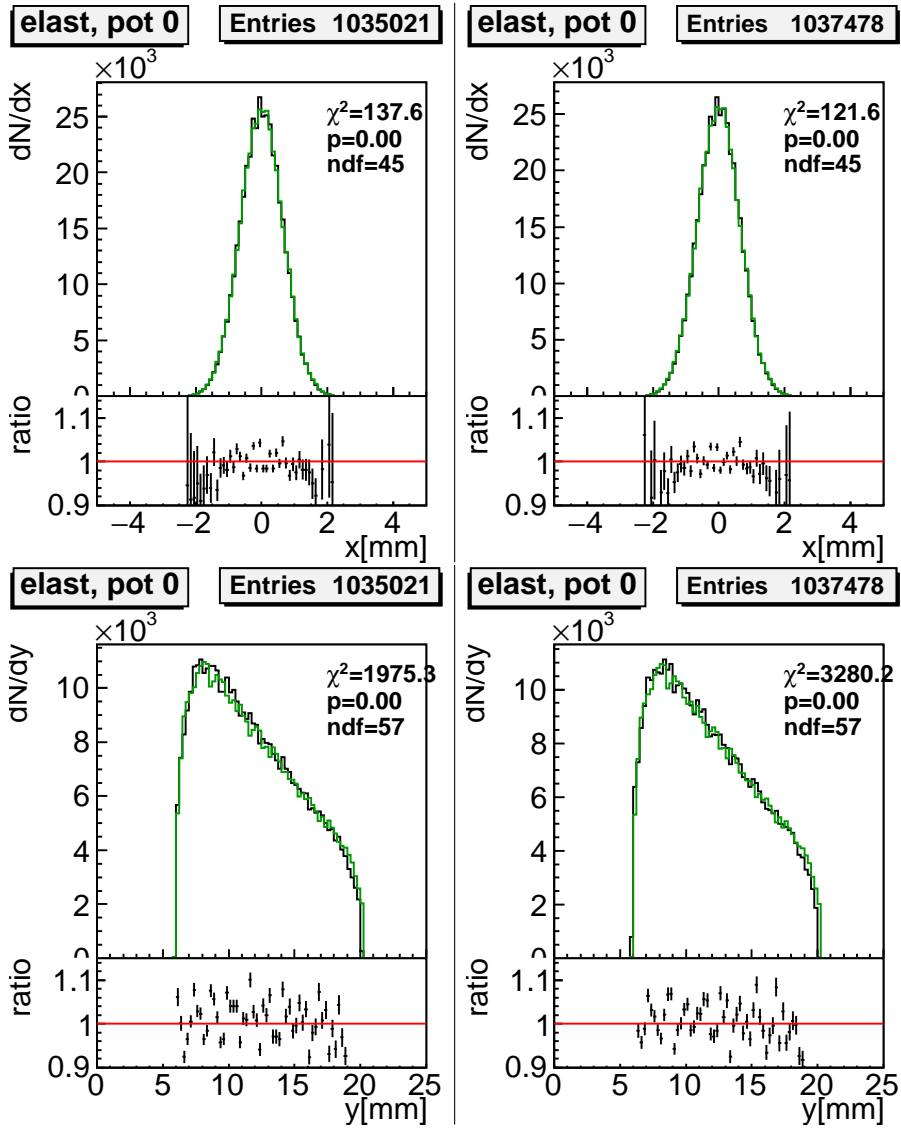 elast, pot 0
Entries 1035021
×10³
dN/dx
25
20
15
10
5
0
χ²=137.6
p=0.00
ndf=45
ratio
1.1
1
0.9
−4 −2 0 2 4
x[mm]
elast, pot 0
Entries 1037478
×10³
dN/dx
25
20
15
10
5
0
χ²=121.6
p=0.00
ndf=45
ratio
1.1
1
0.9
−4 −2 0 2 4
x[mm]
elast, pot 0
Entries 1035021
×10³
dN/dy
10
8
6
4
2
0
χ²=1975.3
p=0.00
ndf=57
ratio
1.1
1
0.9
0 5 10 15 20 25
y[mm]
elast, pot 0
Entries 1037478
×10³
dN/dy
10
8
6
4
2
0
χ²=3280.2
p=0.00
ndf=57
ratio
1.1
1
0.9
0 5 10 15 20 25
y[mm]